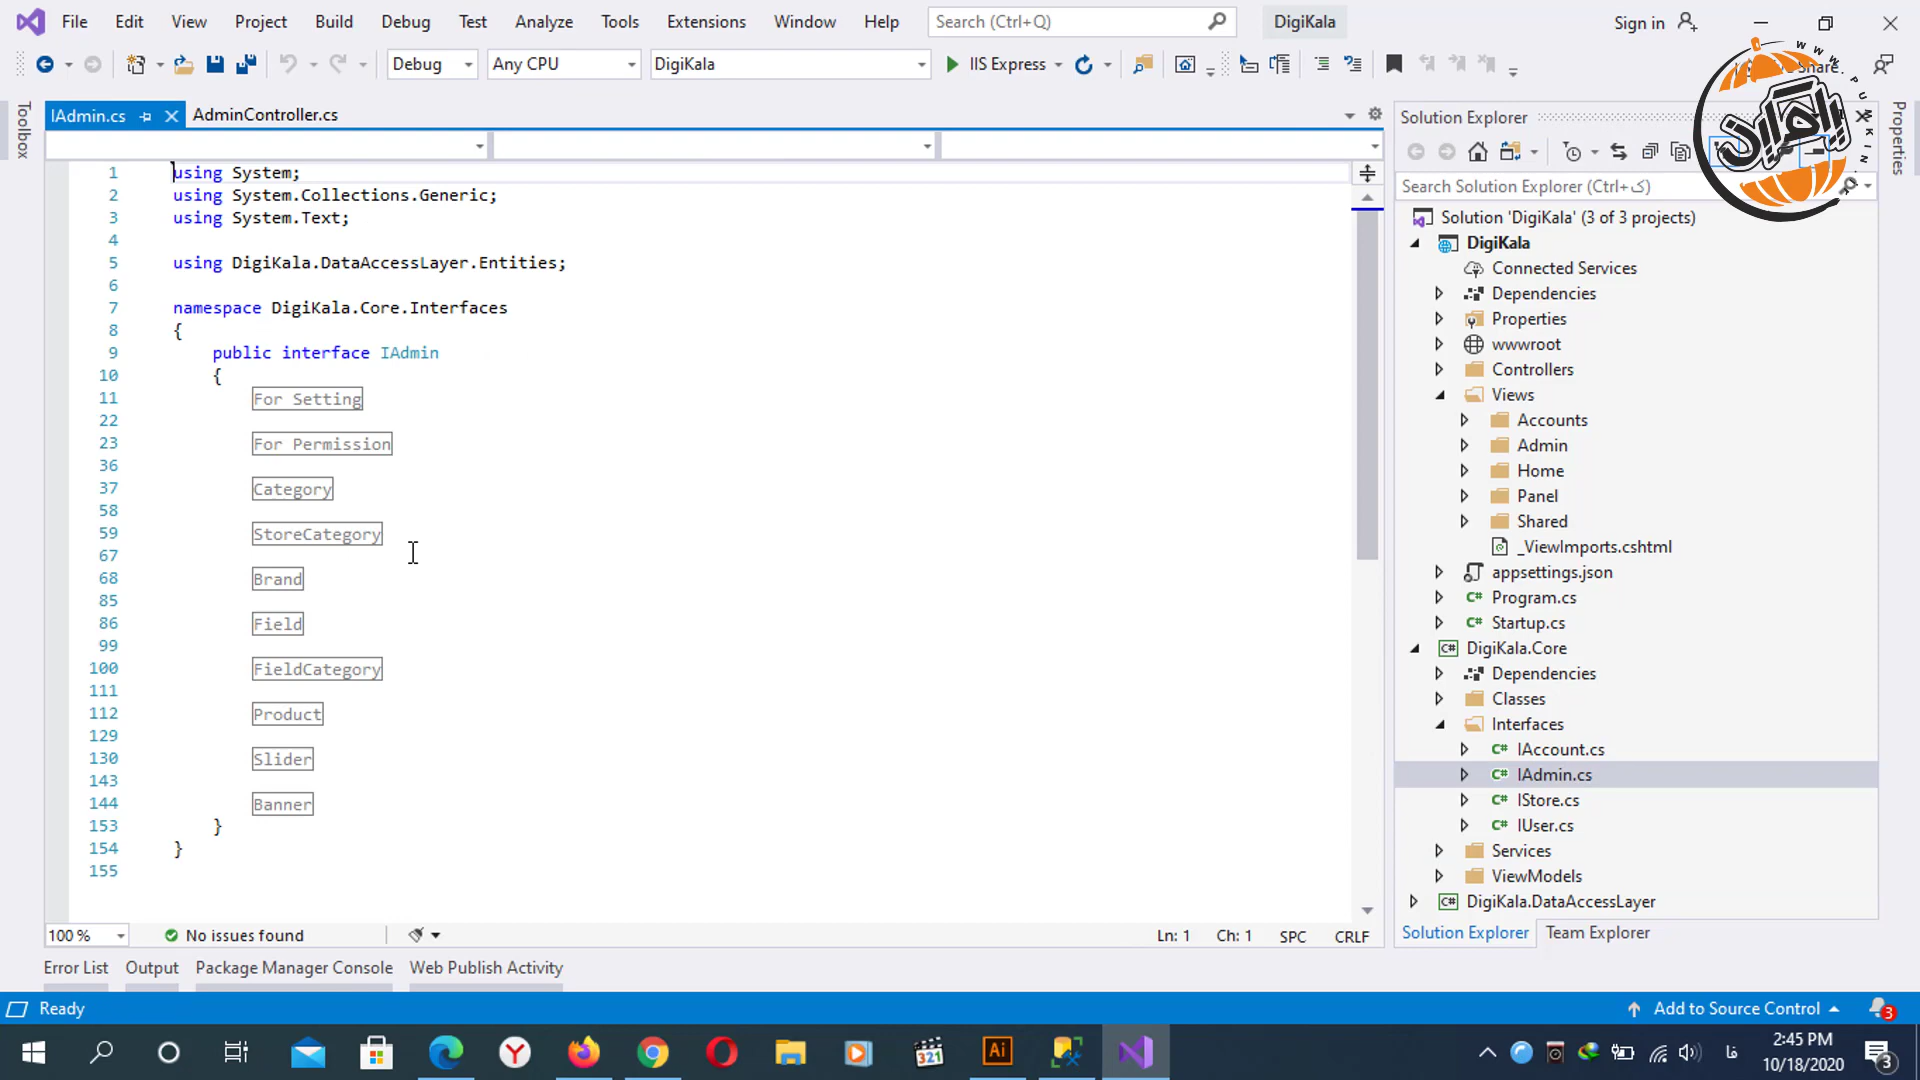 File Edit View Project Build Debug Test Analyze Tools Extensions Window Help Search (Ctrl+Q) DigiKala Sign in
Debug Any CPU DigiKala IIS Express Share
WWW.PUMKIN
Toolbox
IAdmin.cs AdminController.cs
1 using System;
2 using System.Collections.Generic;
3 using System.Text;
4
5 using DigiKala.DataAccessLayer.Entities;
6
7 namespace DigiKala.Core.Interfaces
8 {
9 public interface IAdmin
10 {
11 For Setting
22
23 For Permission
36
37 Category
58
59 StoreCategory
67
68 Brand
85
86 Field
99
100 FieldCategory
111
112 Product
129
130 Slider
143
144 Banner
153 }
154 }
155
100 % No issues found Ln: 1 Ch: 1 SPC CRLF
Solution Explorer
Search Solution Explorer (Ctrl+ک)
Solution 'DigiKala' (3 of 3 projects)
DigiKala
Connected Services
Dependencies
Properties
wwwroot
Controllers
Views
Accounts
Admin
Home
Panel
Shared
_ViewImports.cshtml
appsettings.json
Program.cs
Startup.cs
DigiKala.Core
Dependencies
Classes
Interfaces
IAccount.cs
IAdmin.cs
IStore.cs
IUser.cs
Services
ViewModels
DigiKala.DataAccessLayer
Solution Explorer Team Explorer
Properties
Error List Output Package Manager Console Web Publish Activity
Ready Add to Source Control 3
Ai 321 فا 2:45 PM
10/18/2020 3